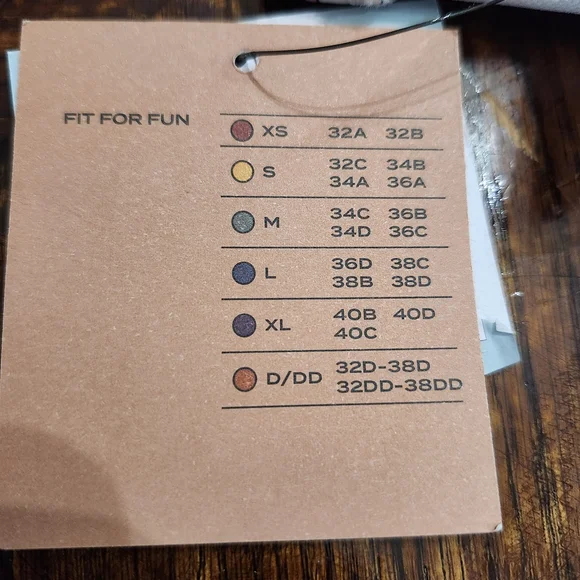 FIT FOR FUN
XS 32A 32B
S 32C 34B
34A 36A
M 34C 36B
34D 36C
L 36D 38C
38B 38D
XL 40B 40D
40C
D/DD 32D-38D
32DD-38DD